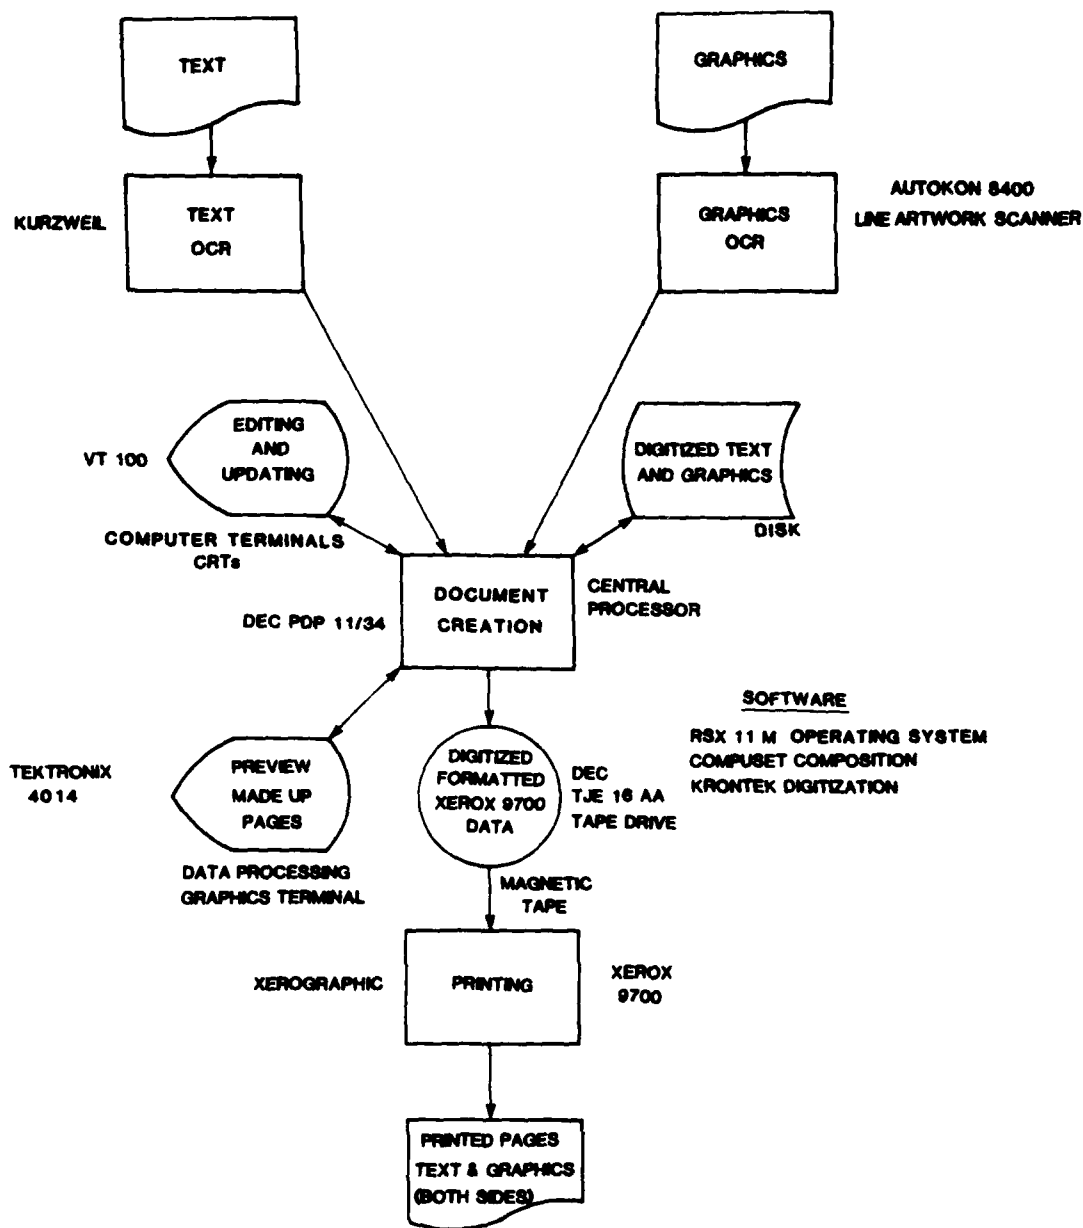 TEXT
GRAPHICS
KURZWEIL
TEXT
OCR
GRAPHICS
OCR
AUTOKON 8400
LINE ARTWORK SCANNER
VT 100
EDITING
AND
UPDATING
COMPUTER TERMINALS
CRTs
DIGITIZED TEXT
AND GRAPHICS
DISK
DEC PDP 11/34
DOCUMENT
CREATION
CENTRAL
PROCESSOR
SOFTWARE
RSX 11 M OPERATING SYSTEM
COMPUSET COMPOSITION
KRONTEK DIGITIZATION
TEKTRONIX
4014
PREVIEW
MADE UP
PAGES
DATA PROCESSING
GRAPHICS TERMINAL
DIGITIZED
FORMATTED
XEROX 9700
DATA
DEC
TJE 16 AA
TAPE DRIVE
MAGNETIC
TAPE
XEROGRAPHIC
PRINTING
XEROX
9700
PRINTED PAGES
TEXT & GRAPHICS
(BOTH SIDES)